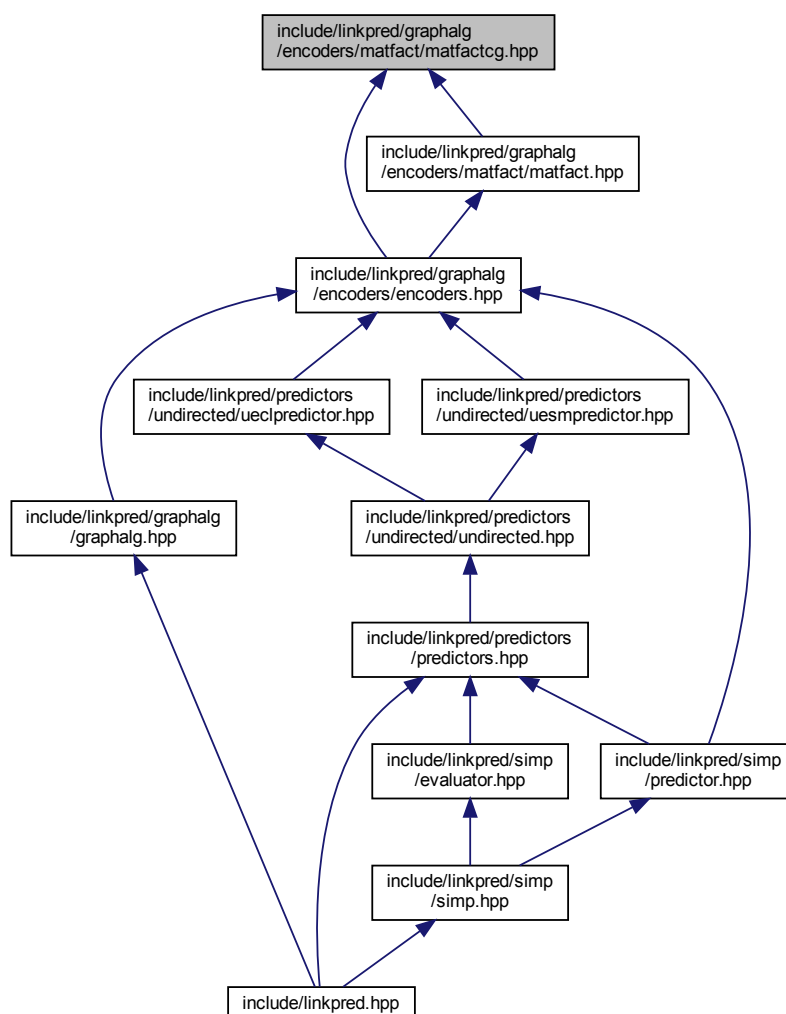 include/linkpred/graphalg
/encoders/matfact/matfactcg.hpp
include/linkpred/graphalg
/encoders/matfact/matfact.hpp
include/linkpred/graphalg
/encoders/encoders.hpp
include/linkpred/predictors
/undirected/ueclpredictor.hpp
include/linkpred/predictors
/undirected/uesmpredictor.hpp
include/linkpred/graphalg
/graphalg.hpp
include/linkpred/predictors
/undirected/undirected.hpp
include/linkpred/predictors
/predictors.hpp
include/linkpred/simp
/evaluator.hpp
include/linkpred/simp
/predictor.hpp
include/linkpred/simp
/simp.hpp
include/linkpred.hpp